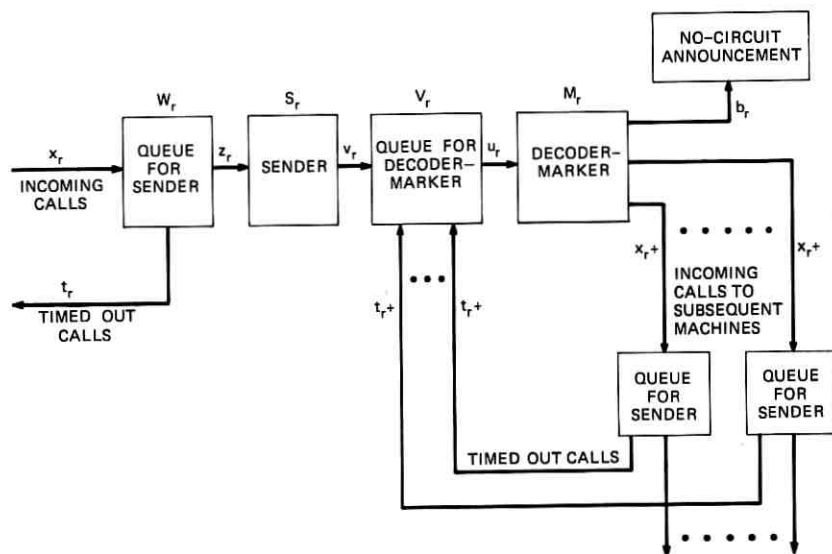 NO-CIRCUIT
ANNOUNCEMENT
W_r
S_r
V_r
M_r
b_r
x_r
INCOMING
CALLS
QUEUE
FOR
SENDER
z_r
SENDER
v_r
QUEUE FOR
DECODER-
MARKER
u_r
DECODER-
MARKER
t_r
TIMED OUT
CALLS
t_r+
t_r+
x_r+
x_r+
INCOMING
CALLS TO
SUBSEQUENT
MACHINES
QUEUE
FOR
SENDER
QUEUE
FOR
SENDER
TIMED OUT CALLS